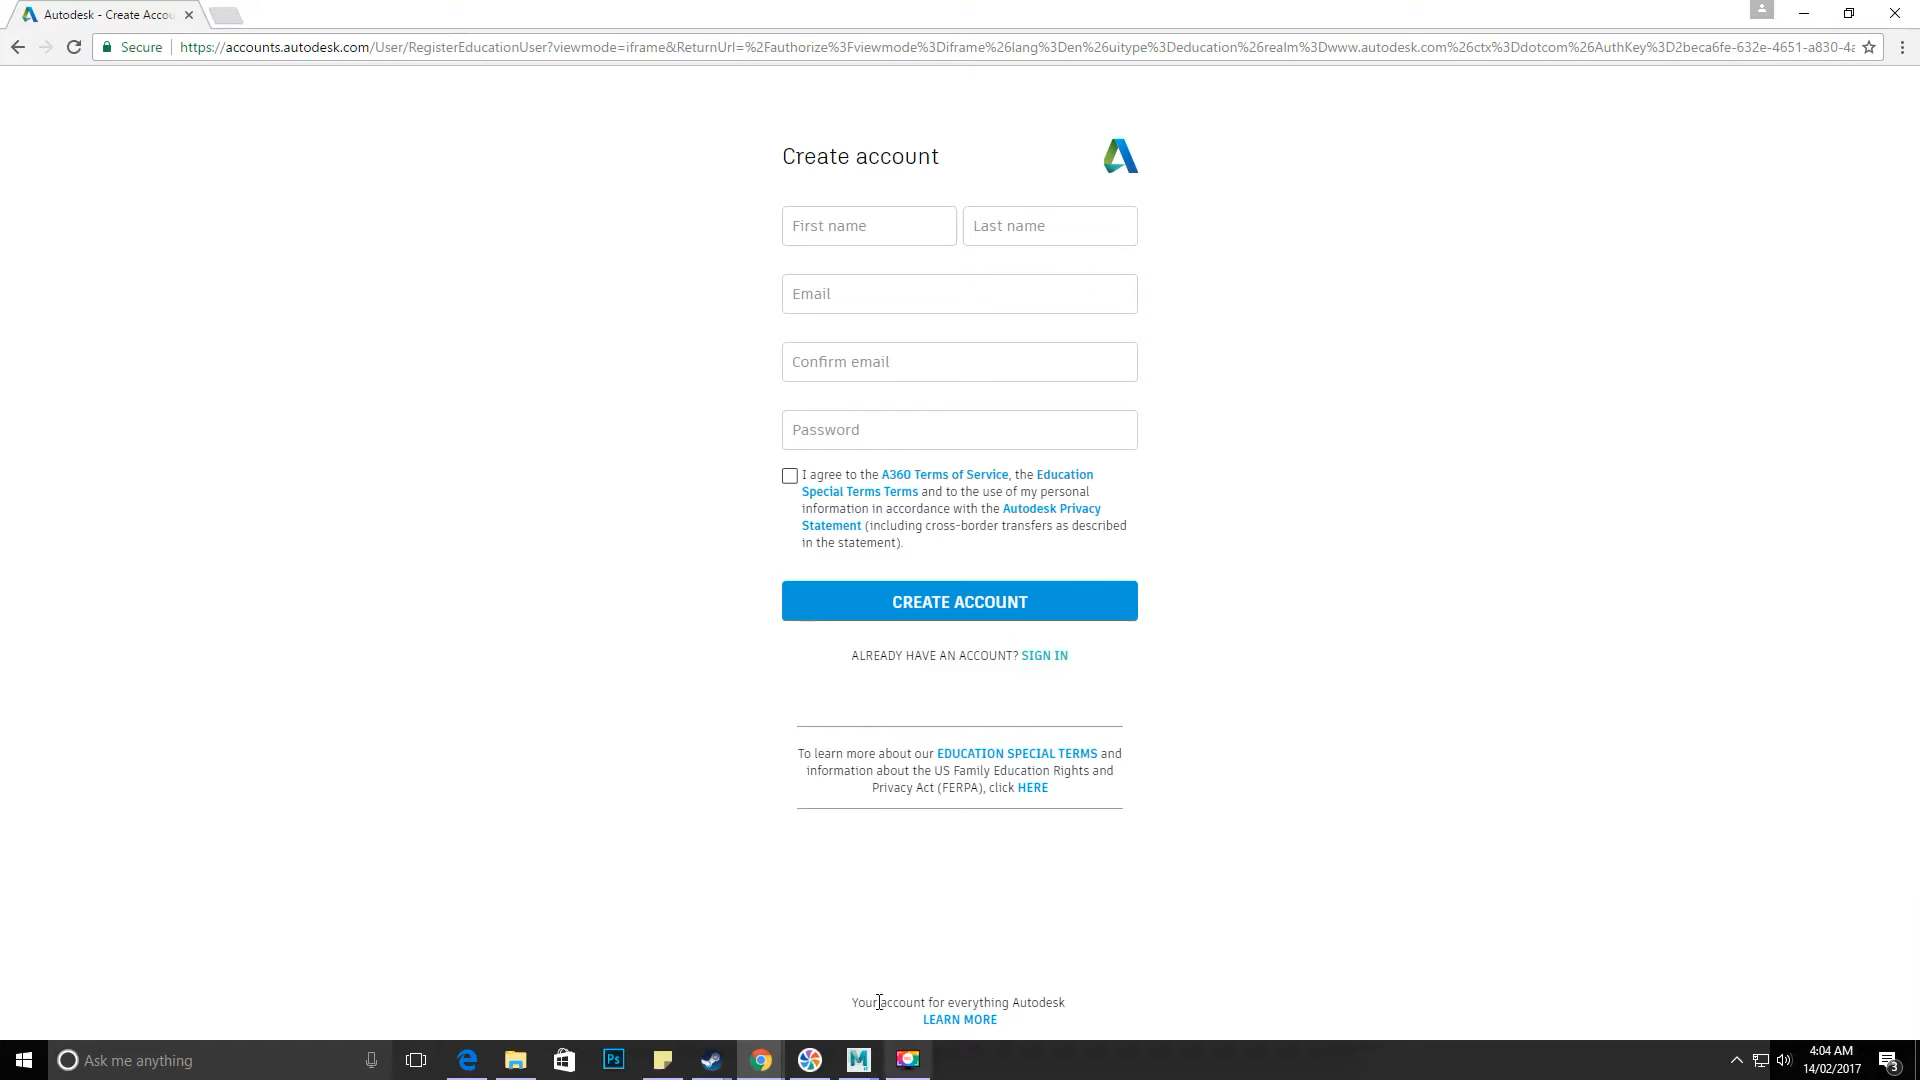 Autodesk - Create Accou
Secure
https://accounts.autodesk.com/User/RegisterEducationUser?viewmode=iframe&ReturnUrl=%2Fauthorize%3Fviewmode%3Diframe%26lang%3Den%26uitype%3Deducation%26realm%3Dwww.autodesk.com%26ctx%3Ddotcom%26AuthKey%3D2beca6fe-632e-4651-a830-4a
Create account
First name
Last name
Email
Confirm email
Password
I agree to the A360 Terms of Service, the Education
Special Terms Terms and to the use of my personal
information in accordance with the Autodesk Privacy
Statement (including cross-border transfers as described
in the statement).
CREATE ACCOUNT
ALREADY HAVE AN ACCOUNT? SIGN IN
To learn more about our EDUCATION SPECIAL TERMS and
information about the US Family Education Rights and
Privacy Act (FERPA), click HERE
Your account for everything Autodesk
LEARN MORE
Ask me anything
Ps
M
4:04 AM
14/02/2017
3